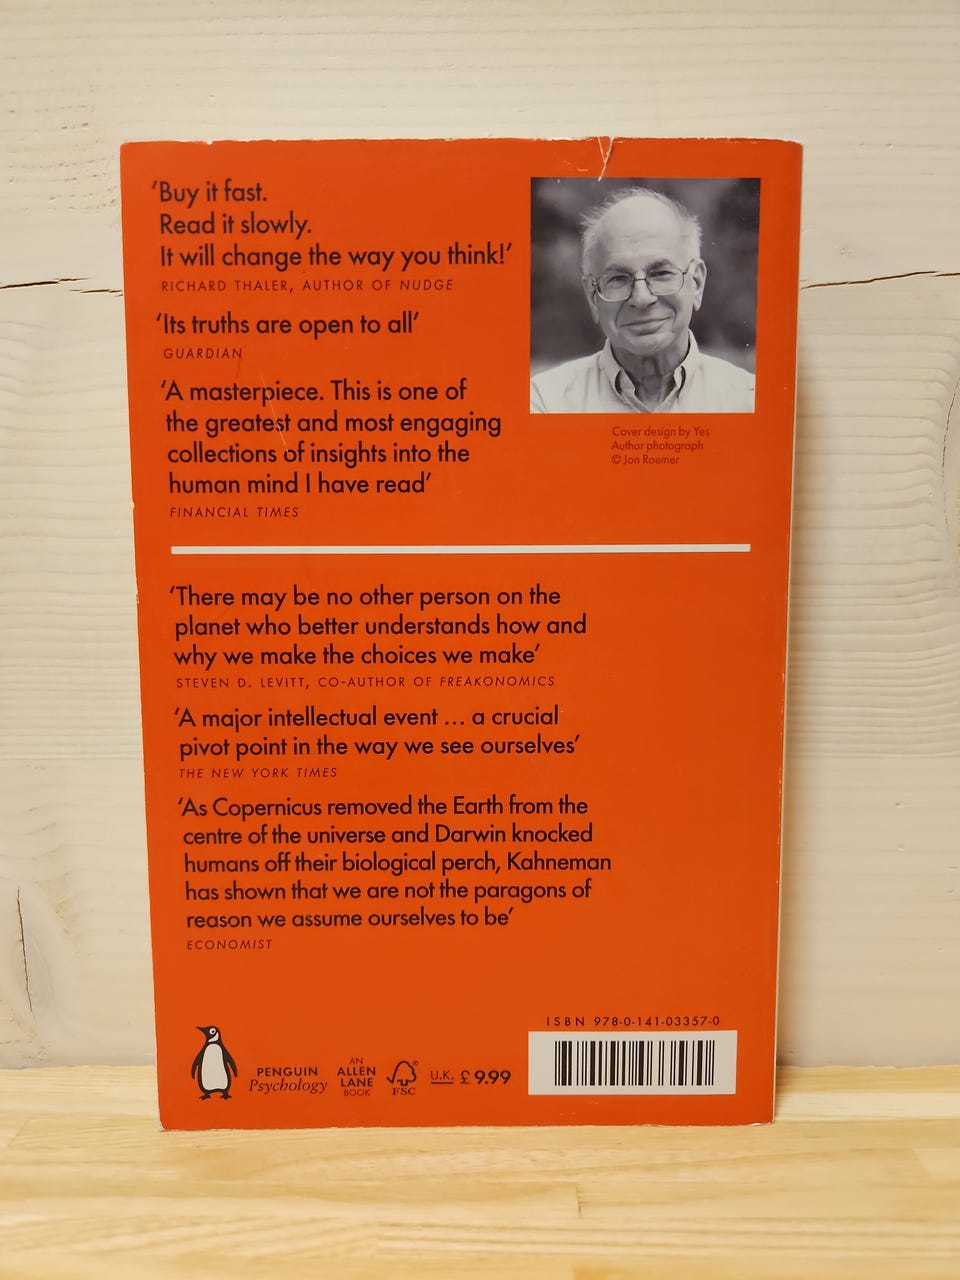 ‘Buy it fast.
Read it slowly.
It will change the way you think!’
RICHARD THALER, AUTHOR OF NUDGE
‘Its truths are open to all’
GUARDIAN
‘A masterpiece. This is one of
the greatest and most engaging
collections of insights into the
human mind I have read’
FINANCIAL TIMES
Cover design by Yes
Author photograph
© Jon Roemer
‘There may be no other person on the
planet who better understands how and
why we make the choices we make’
STEVEN D. LEVITT, CO-AUTHOR OF FREAKONOMICS
‘A major intellectual event ... a crucial
pivot point in the way we see ourselves’
THE NEW YORK TIMES
‘As Copernicus removed the Earth from the
centre of the universe and Darwin knocked
humans off their biological perch, Kahneman
has shown that we are not the paragons of
reason we assume ourselves to be’
ECONOMIST
PENGUIN
Psychology
AN
ALLEN
LANE
BOOK
FSC
U.K. £ 9.99
ISBN 978-0-141-03357-0